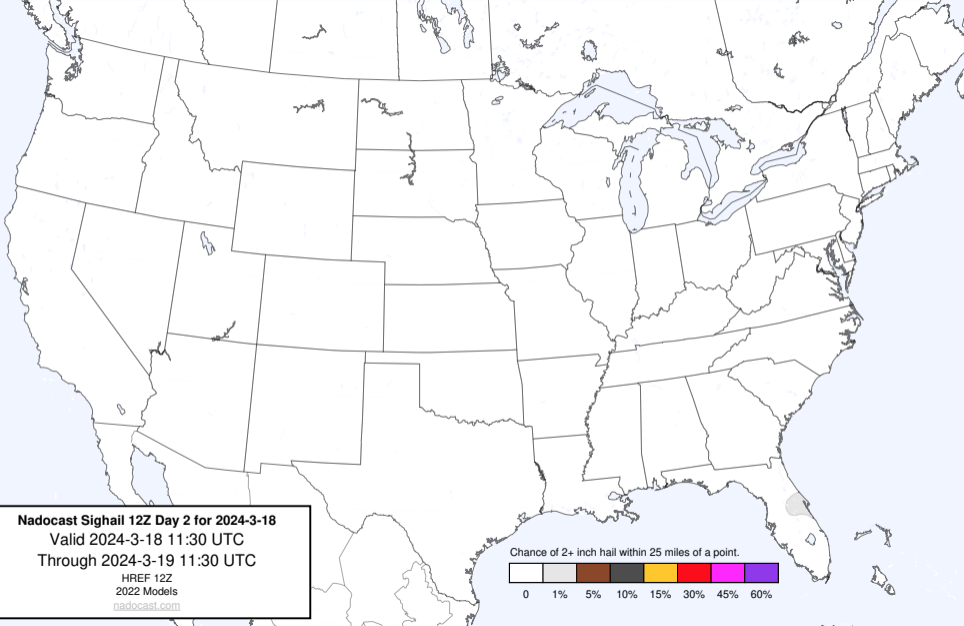 Nadocast Sighail 12Z Day 2 for 2024-3-18
Valid 2024-3-18 11:30 UTC
Through 2024-3-19 11:30 UTC
HREF 12Z
2022 Models
nadocast.com
Chance of 2+ inch hail within 25 miles of a point.
0 1% 5% 10% 15% 30% 45% 60%